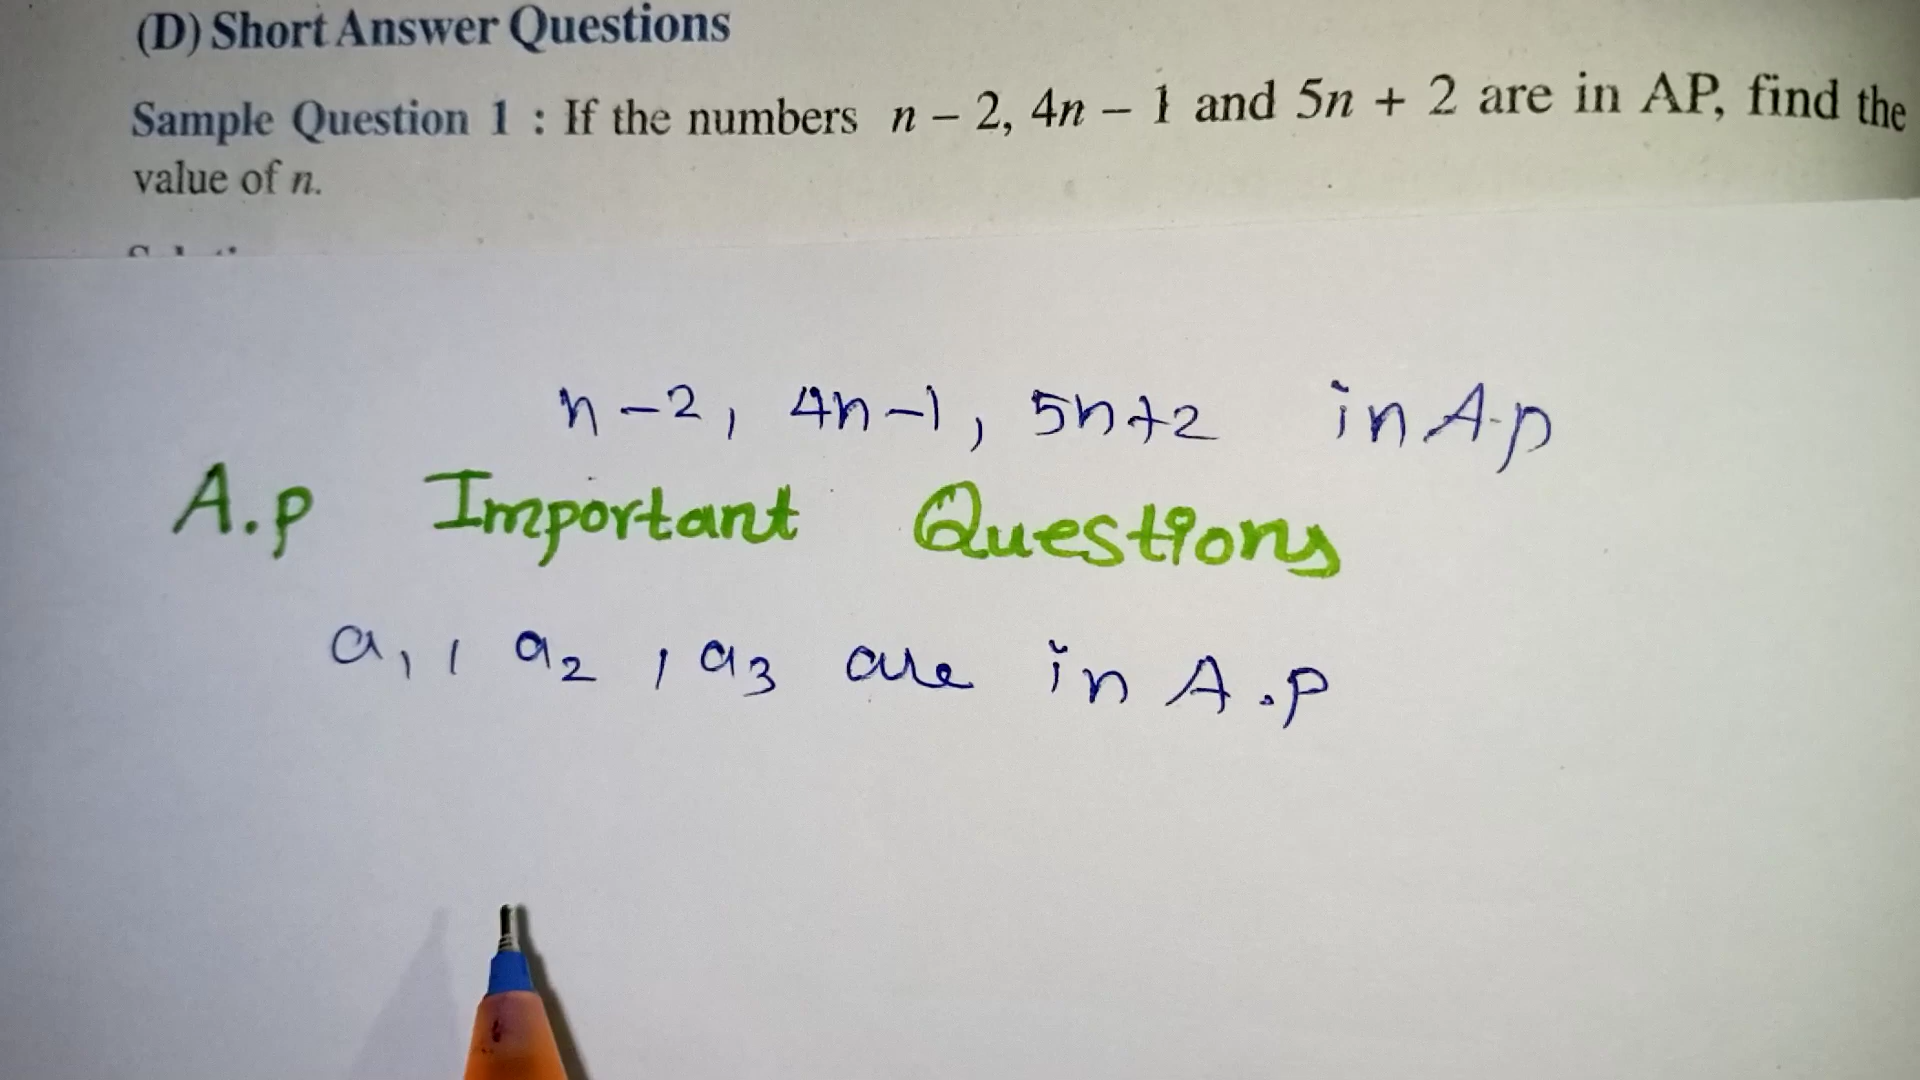 (D) Short Answer Questions
Sample Question 1 : If the numbers n – 2, 4n – 1 and 5n + 2 are in AP, find the
value of n.
n-2, 4n-1, 5n+2 in A.p
A.p Important Questions
a₁, a₂, a₃ are in A.p